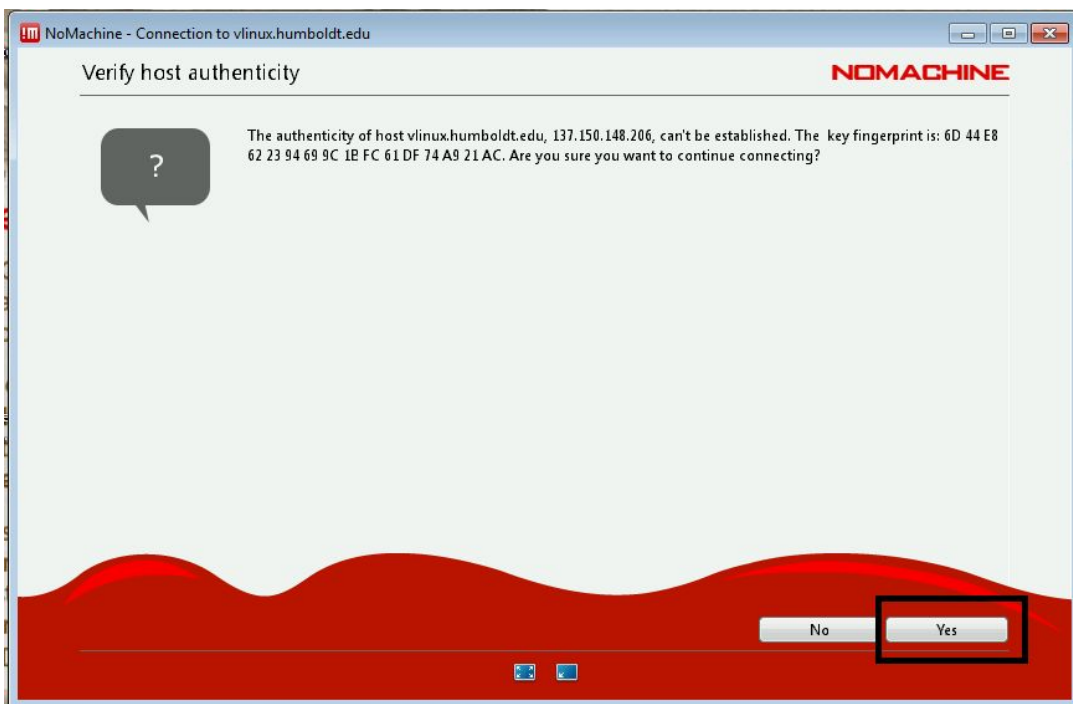 NoMachine - Connection to vlinux.humboldt.edu
Verify host authenticity
NOMACHINE
The authenticity of host vlinux.humboldt.edu, 137.150.148.206, can't be established. The key fingerprint is: 6D 44 E8
62 23 94 69 9C 1B FC 61 DF 74 A9 21 AC. Are you sure you want to continue connecting?
?
No
Yes